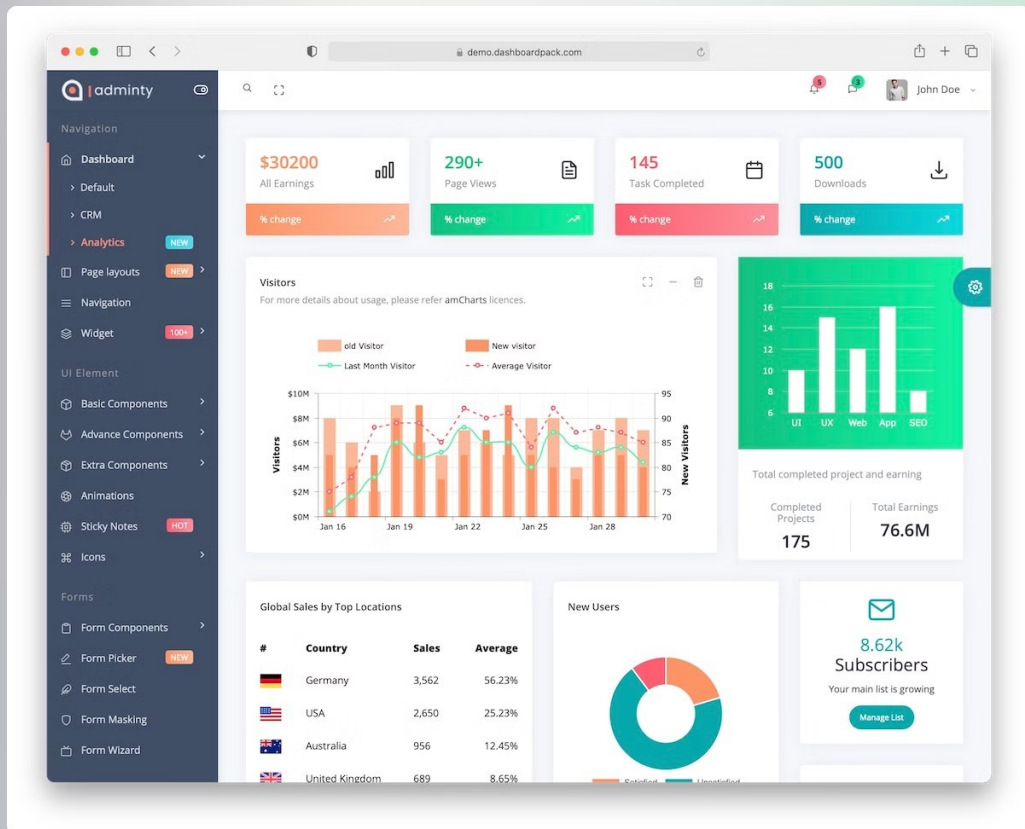 demo.dashboardpack.com
adminty
5
3
John Doe
Navigation
Dashboard
Default
CRM
Analytics NEW
Page layouts NEW
Navigation
Widget 100+
UI Element
Basic Components
Advance Components
Extra Components
Animations
Sticky Notes HOT
Icons
Forms
Form Components
Form Picker NEW
Form Select
Form Masking
Form Wizard
$30200
All Earnings
% change
290+
Page Views
% change
145
Task Completed
% change
500
Downloads
% change
Visitors
For more details about usage, please refer amCharts licences.
old Visitor New visitor
Last Month Visitor Average Visitor
Visitors
$10M
$8M
$6M
$4M
$2M
$0M
Jan 16 Jan 19 Jan 22 Jan 25 Jan 28
95
90
85
80
75
70
New Visitors
18
16
14
12
10
8
6
UI UX Web App SEO
Total completed project and earning
Completed
Projects
175
Total Earnings
76.6M
Global Sales by Top Locations
# Country Sales Average
Germany 3,562 56.23%
USA 2,650 25.23%
Australia 956 12.45%
United Kingdom 689 8.65%
New Users
Satisfied Unsatisfied
8.62k
Subscribers
Your main list is growing
Manage List